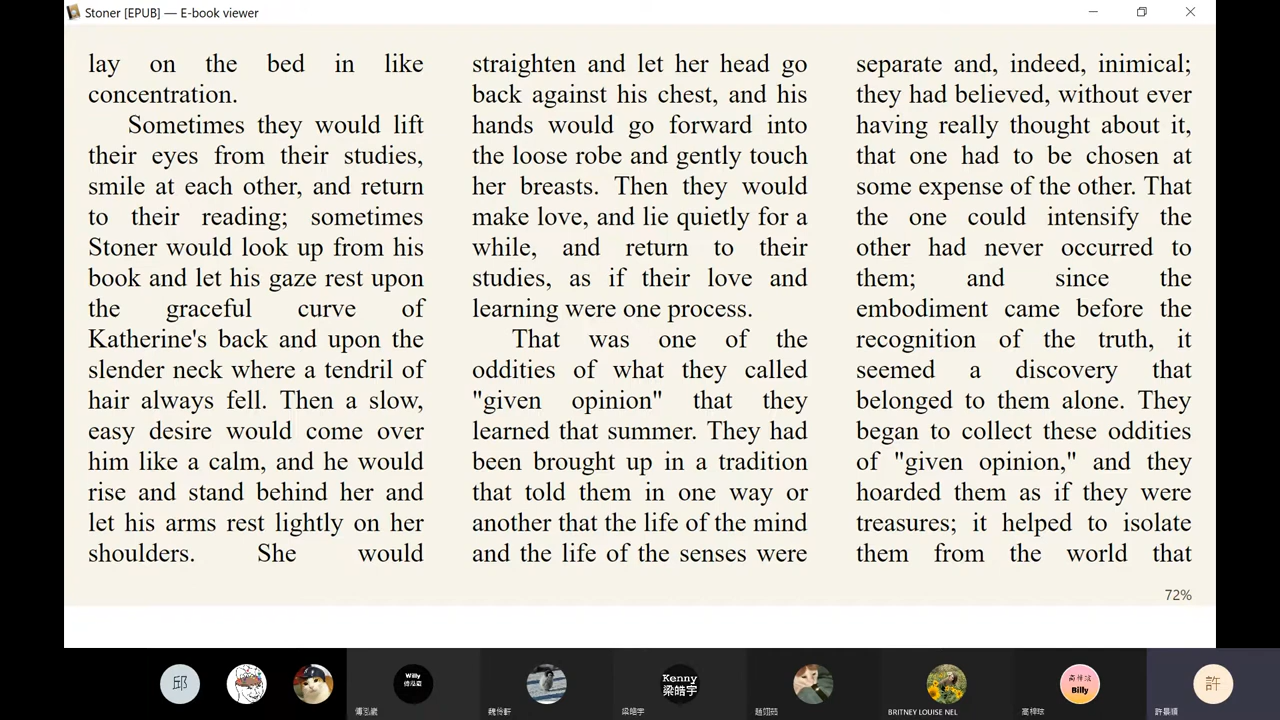 Stoner [EPUB] — E-book viewer
lay on the bed in like
concentration.
Sometimes they would lift
their eyes from their studies,
smile at each other, and return
to their reading; sometimes
Stoner would look up from his
book and let his gaze rest upon
the graceful curve of
Katherine's back and upon the
slender neck where a tendril of
hair always fell. Then a slow,
easy desire would come over
him like a calm, and he would
rise and stand behind her and
let his arms rest lightly on her
shoulders. She would
straighten and let her head go
back against his chest, and his
hands would go forward into
the loose robe and gently touch
her breasts. Then they would
make love, and lie quietly for a
while, and return to their
studies, as if their love and
learning were one process.
That was one of the
oddities of what they called
"given opinion" that they
learned that summer. They had
been brought up in a tradition
that told them in one way or
another that the life of the mind
and the life of the senses were
separate and, indeed, inimical;
they had believed, without ever
having really thought about it,
that one had to be chosen at
some expense of the other. That
the one could intensify the
other had never occurred to
them; and since the
embodiment came before the
recognition of the truth, it
seemed a discovery that
belonged to them alone. They
began to collect these oddities
of "given opinion," and they
hoarded them as if they were
treasures; it helped to isolate
them from the world that
72%
邱
Willy
Kenny
梁皓宇
高梓玹
Billy
許
梁皓宇
BRITNEY LOUISE NEL